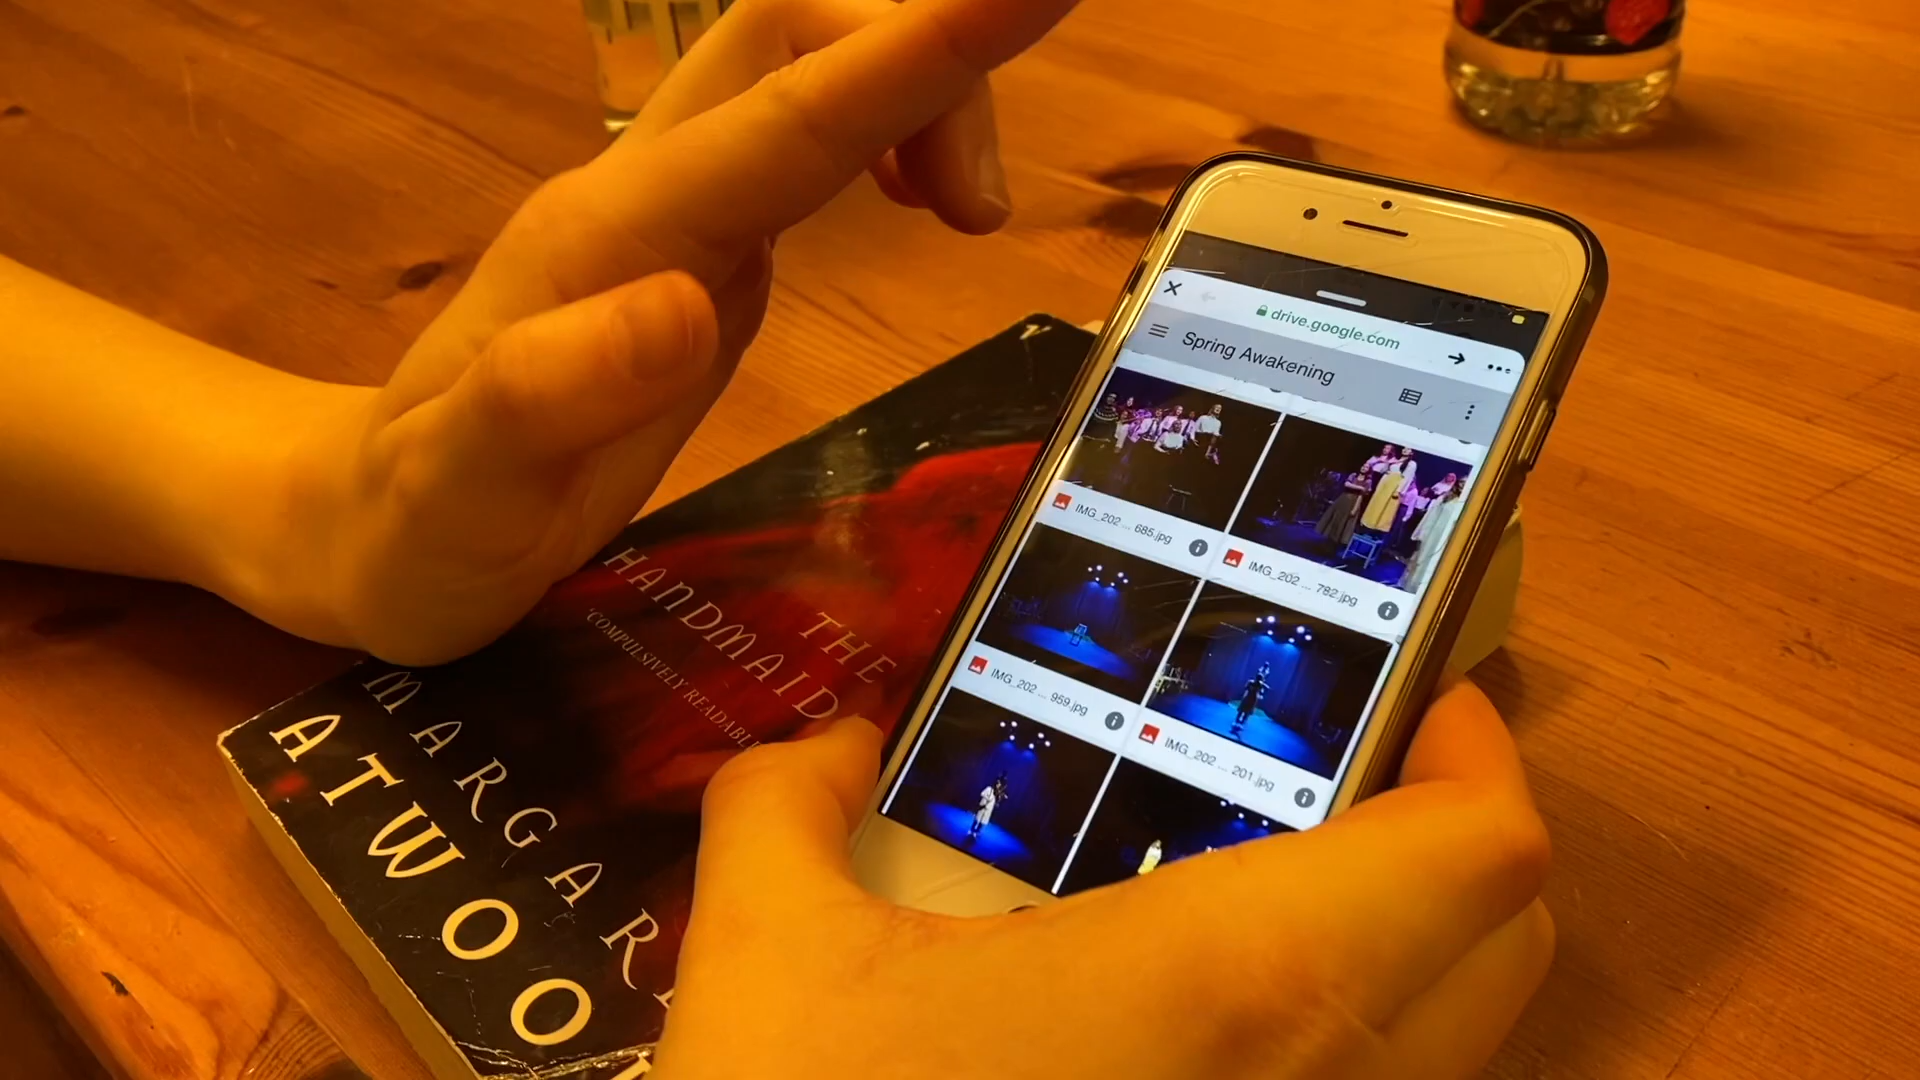 drive.google.com
Spring Awakening
IMG_202 ... 685.jpg
IMG_202 ... 782.jpg
IMG_202 ... 959.jpg
IMG_202 ... 201.jpg
THE
HANDMAID
'COMPULSIVELY READABLE
MARGARE
ATWOO